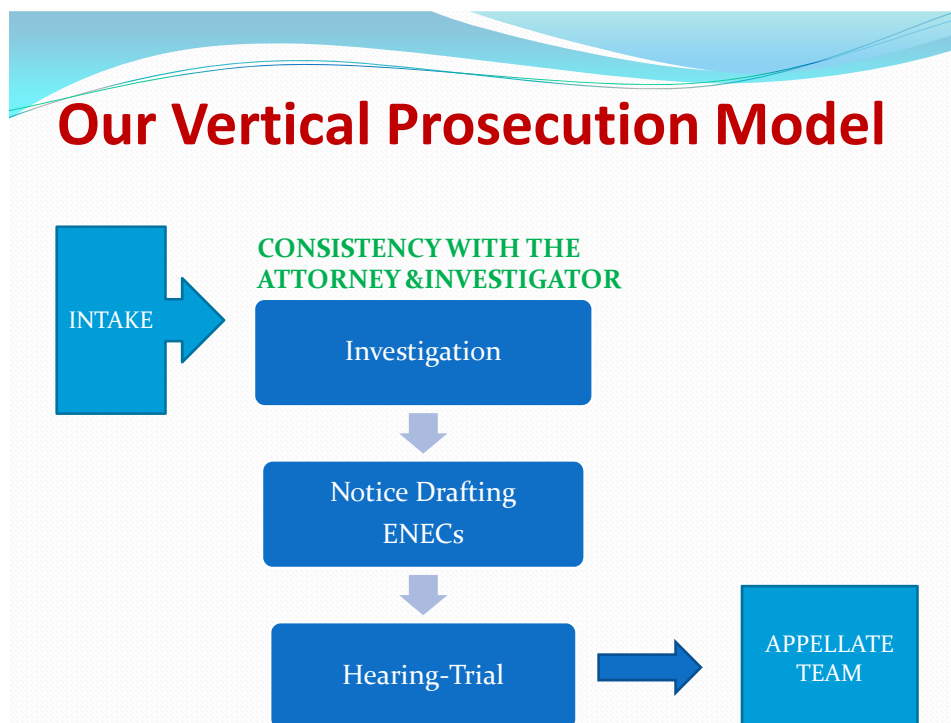 Our Vertical Prosecution Model
INTAKE
CONSISTENCY WITH THE
ATTORNEY &INVESTIGATOR
Investigation
Notice Drafting
ENECs
Hearing-Trial
APPELLATE
TEAM